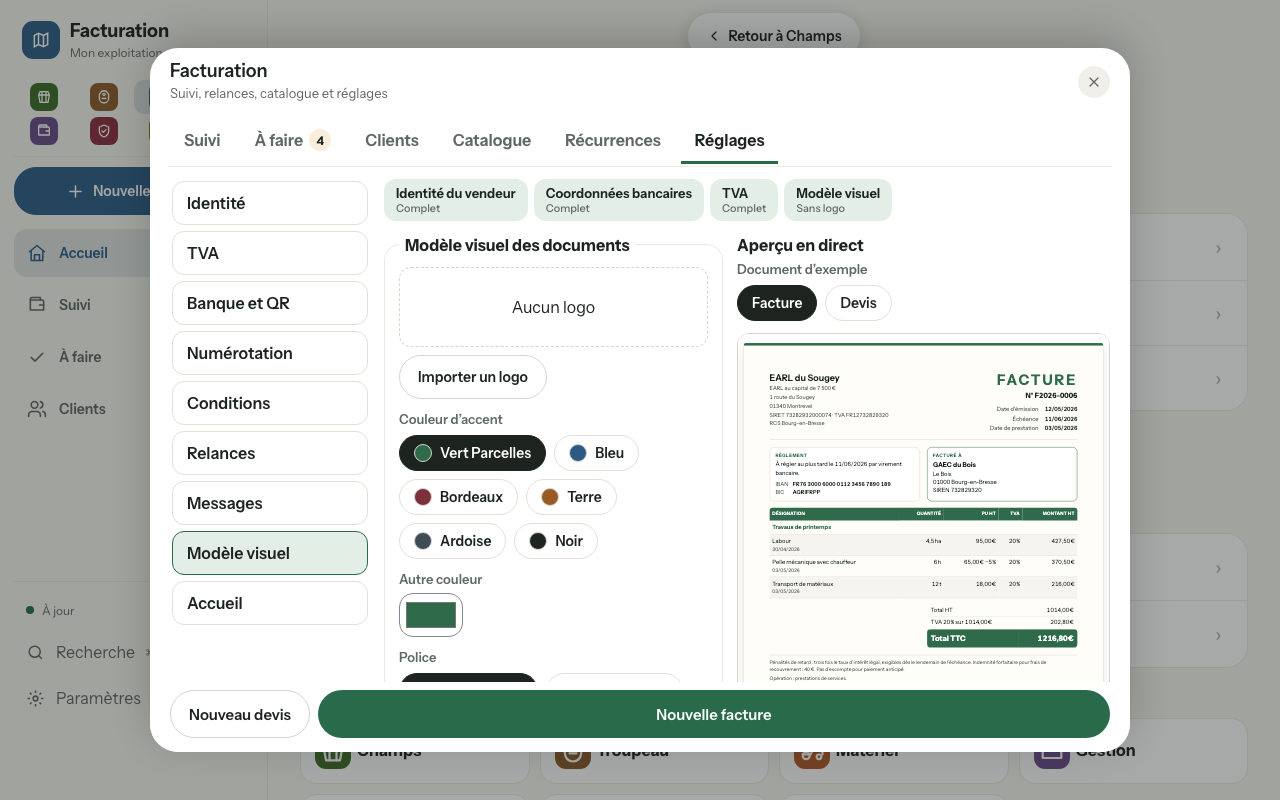 Facturation
Mon exploitation
Retour à Champs
Nouvelle
Accueil
Suivi
À faire
Clients
À jour
Recherche
Paramètres
Facturation
Suivi, relances, catalogue et réglages
Suivi
À faire 4
Clients
Catalogue
Récurrences
Réglages
Identité
TVA
Banque et QR
Numérotation
Conditions
Relances
Messages
Modèle visuel
Accueil
Identité du vendeur
Complet
Coordonnées bancaires
Complet
TVA
Complet
Modèle visuel
Sans logo
Modèle visuel des documents
Aucun logo
Importer un logo
Couleur d’accent
Vert Parcelles
Bleu
Bordeaux
Terre
Ardoise
Noir
Autre couleur
Police
Aperçu en direct
Document d’exemple
Facture
Devis
EARL du Sougey
EARL au capital de 7 500 €
1 route du Sougey
01340 Montrevel
SIRET 73282932000074 · TVA FR12732829320
RCS Bourg-en-Bresse
FACTURE
N° F2026-0006
Date d’émission 12/05/2026
Échéance 11/06/2026
Date de prestation 03/05/2026
RÈGLEMENT
À régler au plus tard le 11/06/2026 par virement
bancaire.
IBAN FR76 3000 6000 0112 3456 7890 189
BIC AGRIFRPP
FACTURÉ À
GAEC du Bois
Le Bois
01000 Bourg-en-Bresse
SIREN 732829320
DÉSIGNATION QUANTITÉ PU HT TVA MONTANT HT
Travaux de printemps
Labour 4,5 ha 95,00 € 20% 427,50 €
30/04/2026
Pelle mécanique avec chauffeur 6 h 65,00 € −5% 20% 370,50 €
03/05/2026
Transport de matériaux 12 t 18,00 € 20% 216,00 €
03/05/2026
Total HT 1 014,00 €
TVA 20% sur 1 014,00 € 202,80 €
Total TTC 1 216,80 €
Pénalités de retard : trois fois le taux d’intérêt légal, exigibles dès le lendemain de l’échéance. Indemnité forfaitaire pour frais de
recouvrement : 40 €. Pas d’escompte pour paiement anticipé.
Opération : prestations de services.
Nouveau devis
Nouvelle facture
Champs
Troupeau
Matériel
Gestion